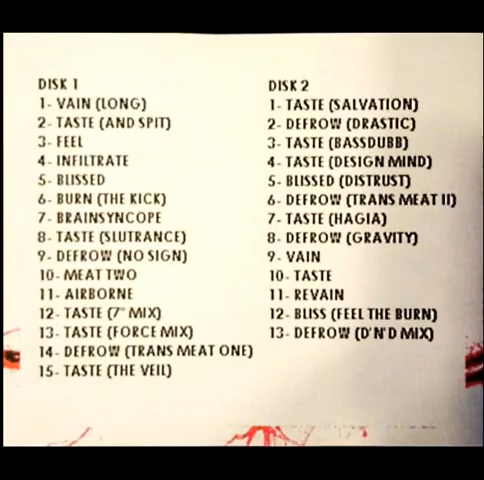 DISK 1
1- VAIN (LONG)
2- TASTE (AND SPIT)
3- FEEL
4- INFILTRATE
5- BLISSED
6- BURN (THE KICK)
7- BRAINSYNCOPE
8- TASTE (SLUTRANCE)
9- DEFROW (NO SIGN)
10- MEAT TWO
11- AIRBORNE
12- TASTE (7" MIX)
13- TASTE (FORCE MIX)
14- DEFROW (TRANS MEAT ONE)
15- TASTE (THE VEIL)
DISK 2
1- TASTE (SALVATION)
2- DEFROW (DRASTIC)
3- TASTE (BASSDUBB)
4- TASTE (DESIGN MIND)
5- BLISSED (DISTRUST)
6- DEFROW (TRANS MEAT II)
7- TASTE (HAGIA)
8- DEFROW (GRAVITY)
9- VAIN
10- TASTE
11- REVAIN
12- BLISS (FEEL THE BURN)
13- DEFROW (D'N'D MIX)